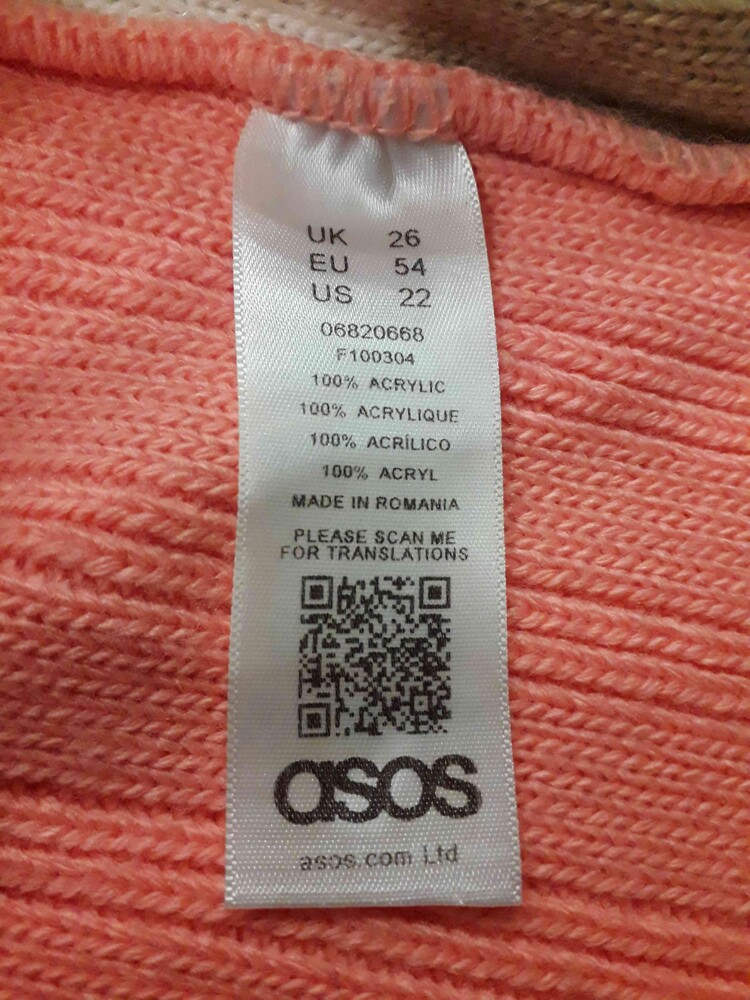 UK 26
EU 54
US 22
06820668
F100304
100% ACRYLIC
100% ACRYLIQUE
100% ACRÍLICO
100% ACRYL
MADE IN ROMANIA
PLEASE SCAN ME
FOR TRANSLATIONS
asos
asos.com Ltd